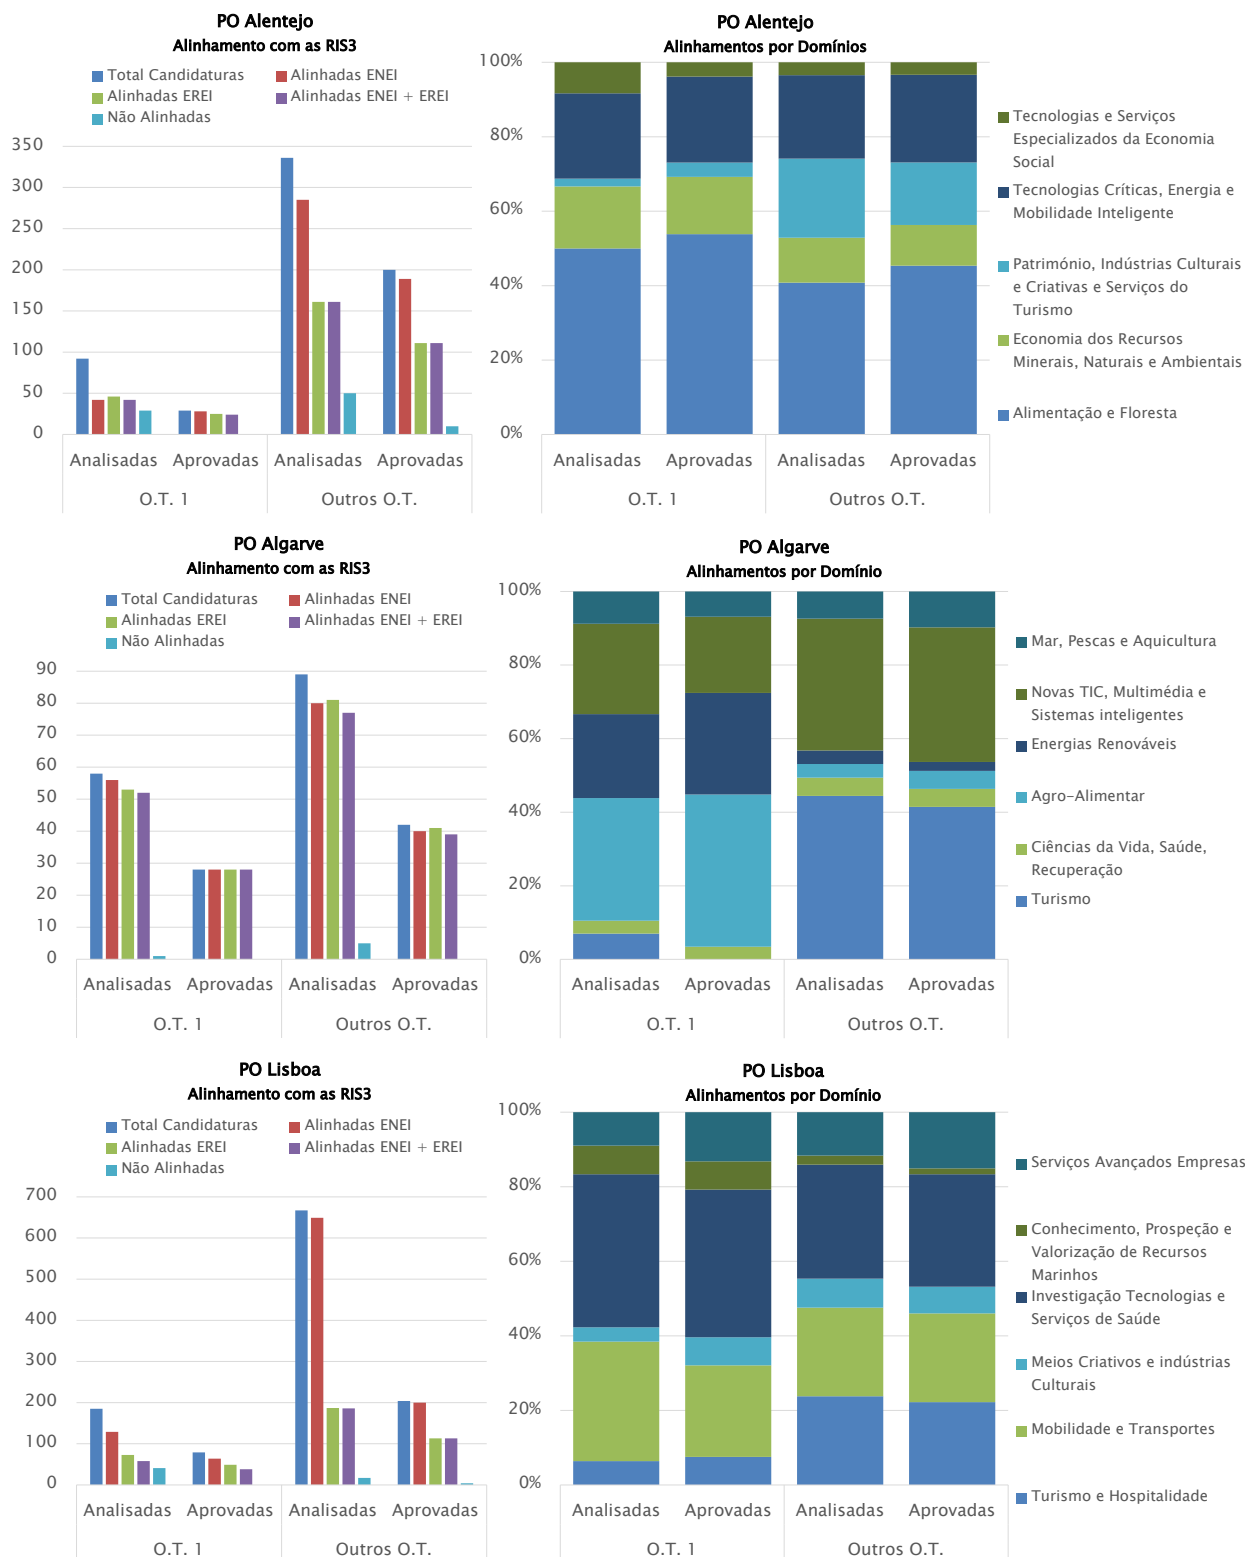 PO Alentejo
Alinhamento com as RIS3
Total Candidaturas
Alinhadas ENEI
Alinhadas EREI
Alinhadas ENEI + EREI
Não Alinhadas
350
300
250
200
150
100
50
0
Analisadas
Aprovadas
Analisadas
Aprovadas
O.T. 1
Outros O.T.
PO Alentejo
Alinhamentos por Domínios
100%
80%
60%
40%
20%
0%
Analisadas
Aprovadas
Analisadas
Aprovadas
O.T. 1
Outros O.T.
Tecnologias e Serviços
Especializados da Economia
Social
Tecnologias Críticas, Energia e
Mobilidade Inteligente
Património, Indústrias Culturais
e Criativas e Serviços do
Turismo
Economia dos Recursos
Minerais, Naturais e Ambientais
Alimentação e Floresta
PO Algarve
Alinhamento com as RIS3
Total Candidaturas
Alinhadas ENEI
Alinhadas EREI
Alinhadas ENEI + EREI
Não Alinhadas
90
80
70
60
50
40
30
20
10
0
Analisadas
Aprovadas
Analisadas
Aprovadas
O.T. 1
Outros O.T.
PO Algarve
Alinhamentos por Domínio
100%
80%
60%
40%
20%
0%
Analisadas
Aprovadas
Analisadas
Aprovadas
O.T. 1
Outros O.T.
Mar, Pescas e Aquicultura
Novas TIC, Multimédia e
Sistemas inteligentes
Energias Renováveis
Agro-Alimentar
Ciências da Vida, Saúde,
Recuperação
Turismo
PO Lisboa
Alinhamento com as RIS3
Total Candidaturas
Alinhadas ENEI
Alinhadas EREI
Alinhadas ENEI + EREI
Não Alinhadas
700
600
500
400
300
200
100
0
Analisadas
Aprovadas
Analisadas
Aprovadas
O.T. 1
Outros O.T.
PO Lisboa
Alinhamentos por Domínio
100%
80%
60%
40%
20%
0%
Analisadas
Aprovadas
Analisadas
Aprovadas
O.T. 1
Outros O.T.
Serviços Avançados Empresas
Conhecimento, Prospeção e
Valorização de Recursos
Marinhos
Investigação Tecnologias e
Serviços de Saúde
Meios Criativos e indústrias
Culturais
Mobilidade e Transportes
Turismo e Hospitalidade